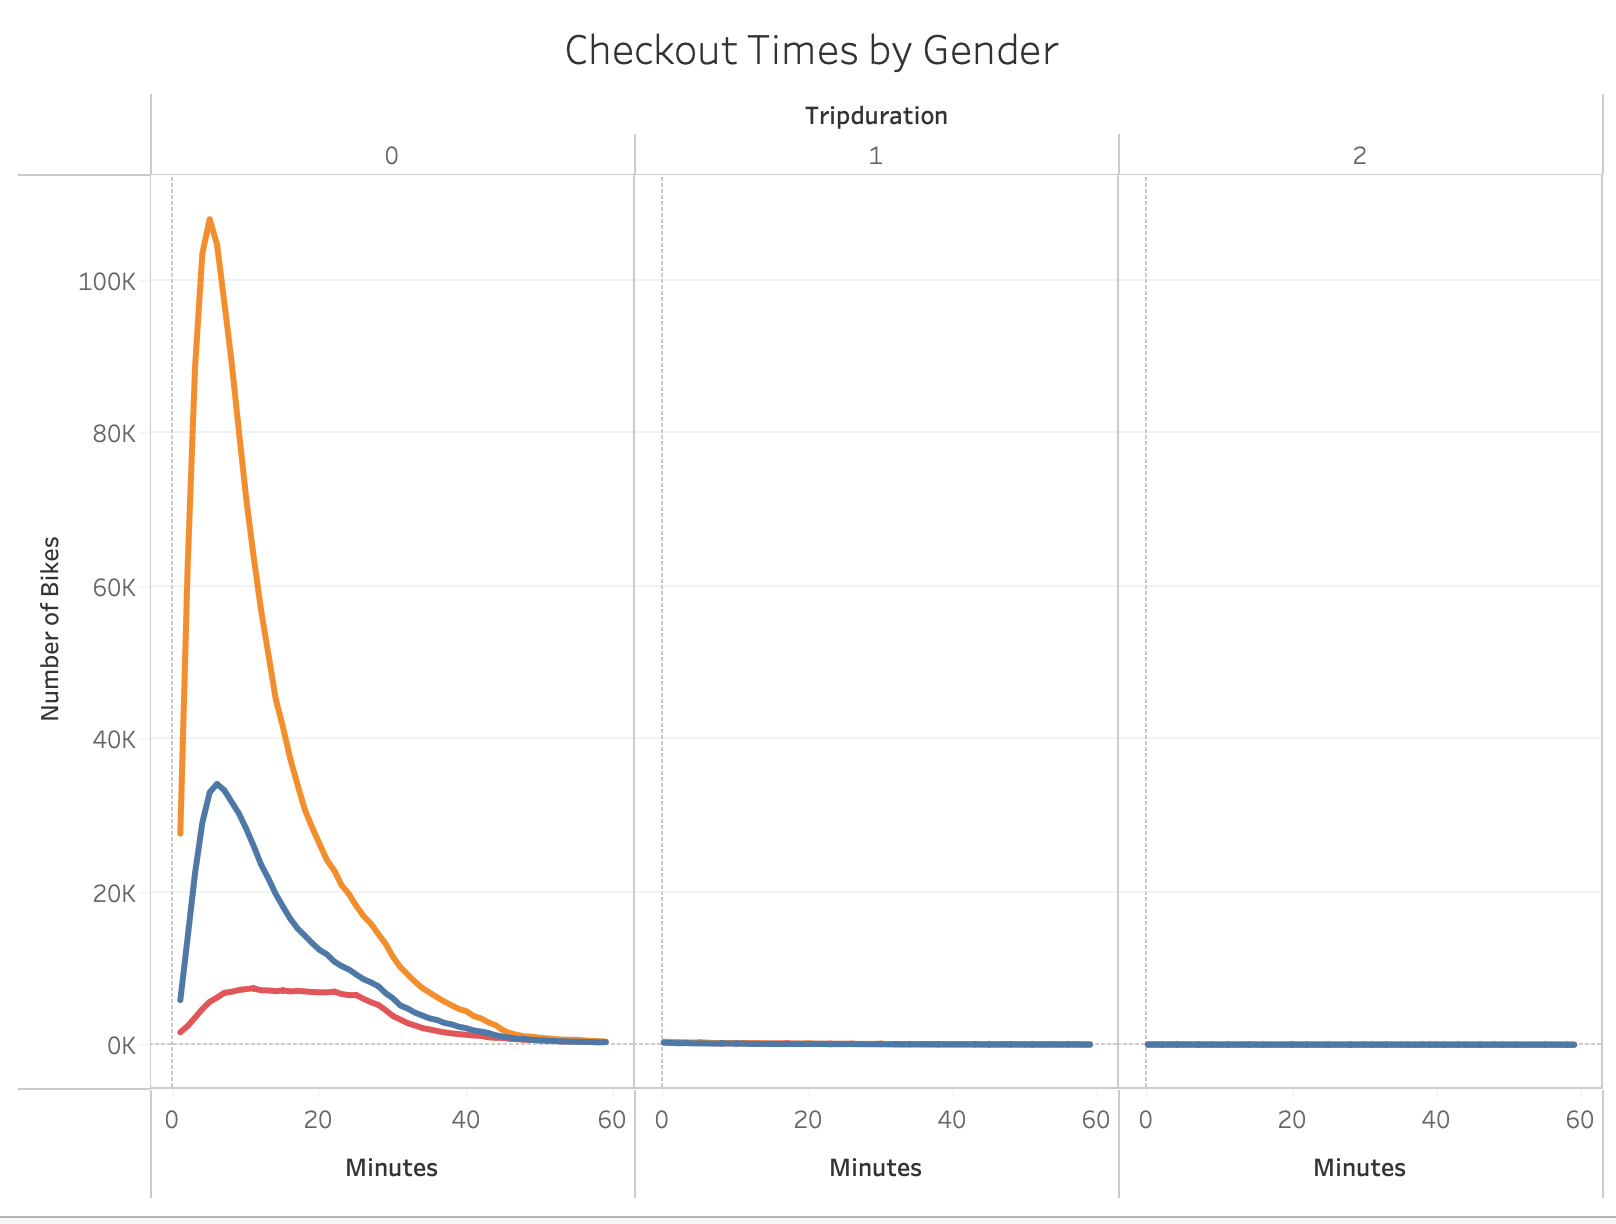 Checkout Times by Gender
Tripduration
0 1 2
Number of Bikes
100K
80K
60K
40K
20K
0K
0 20 40 60 0 20 40 60 0 20 40 60
Minutes Minutes Minutes